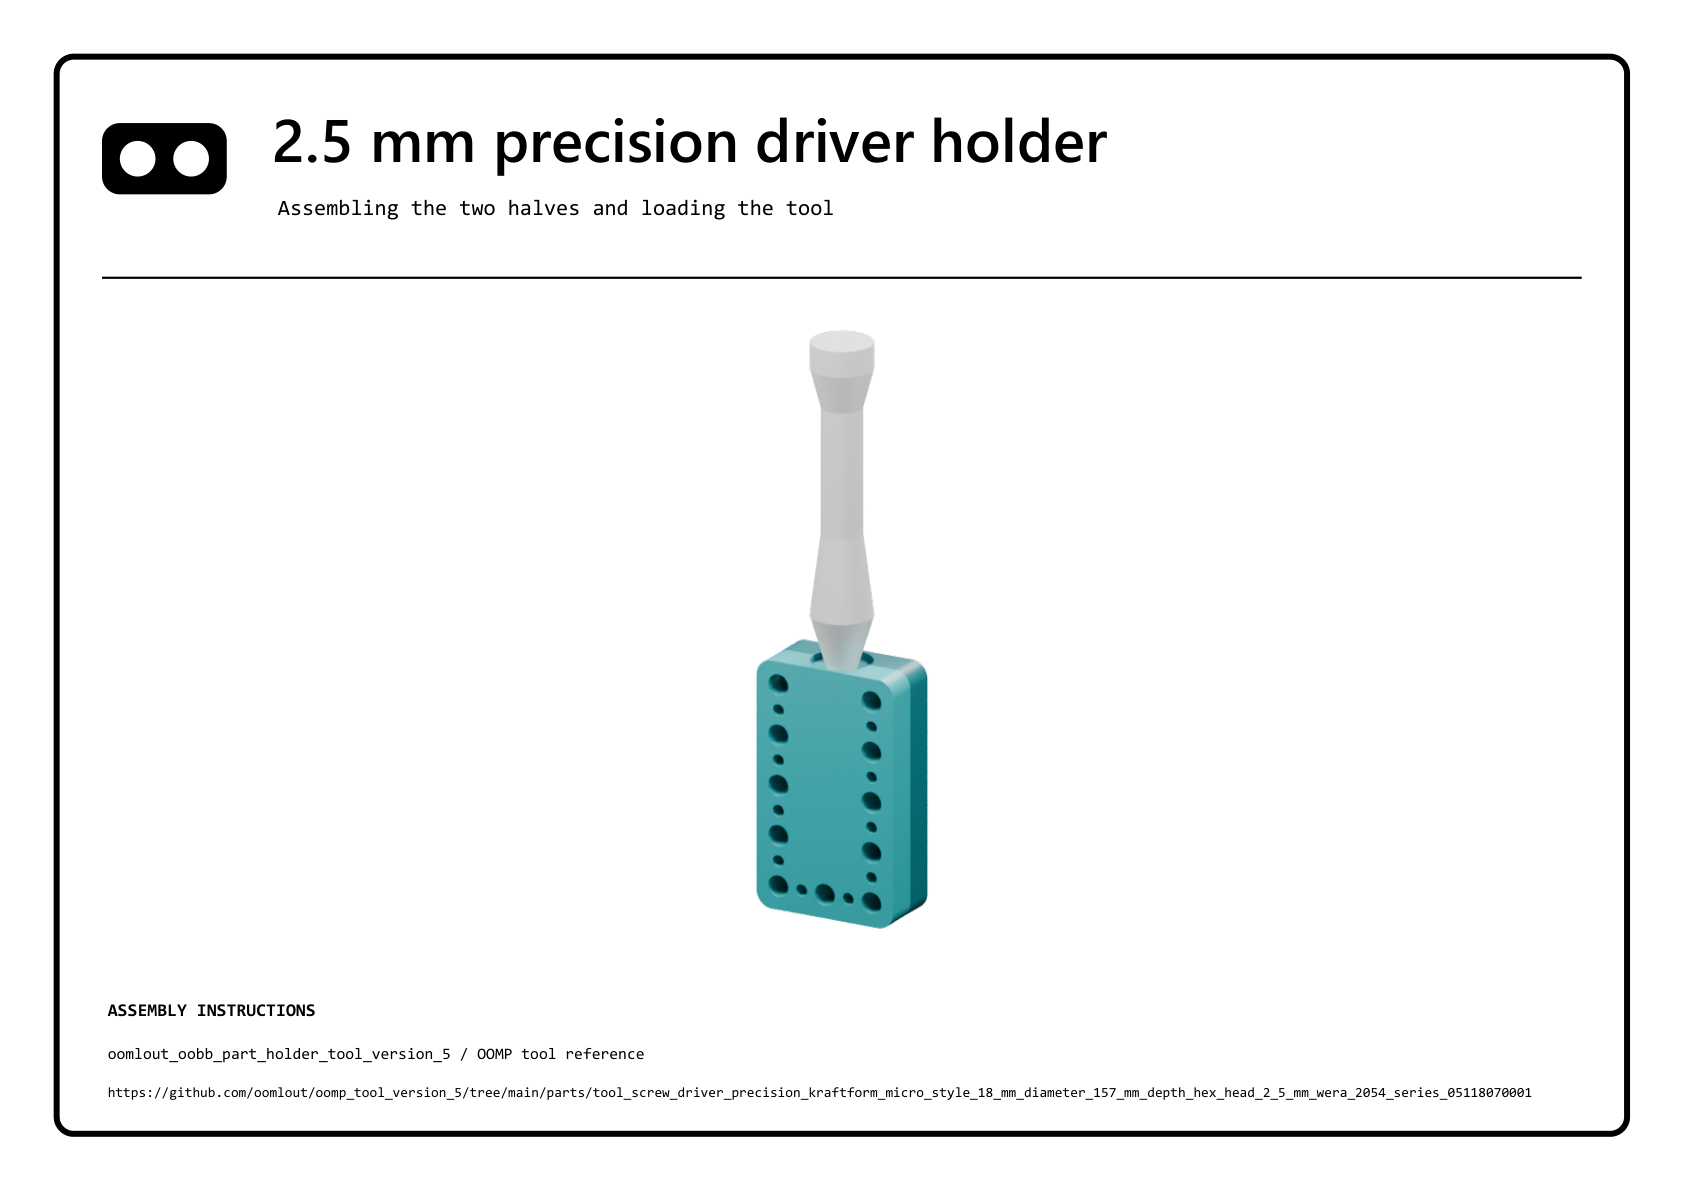 2.5 mm precision driver holder
Assembling the two halves and loading the tool
ASSEMBLY INSTRUCTIONS
oomlout_oobb_part_holder_tool_version_5 / OOMP tool reference
https://github.com/oomlout/oomp_tool_version_5/tree/main/parts/tool_screw_driver_precision_kraftform_micro_style_18_mm_diameter_157_mm_depth_hex_head_2_5_mm_wera_2054_series_05118070001